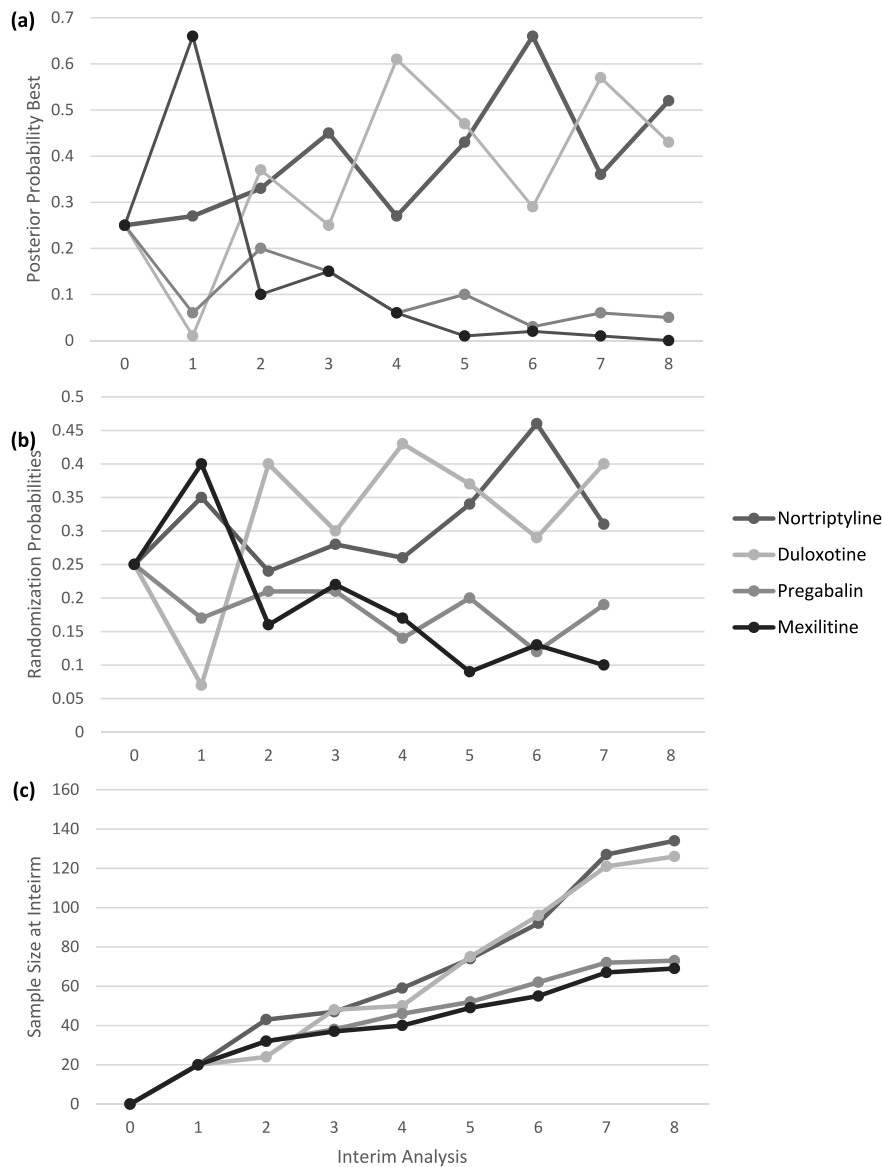 (a)
Posterior Probability Best
0.7
0.6
0.5
0.4
0.3
0.2
0.1
0
0 1 2 3 4 5 6 7 8
(b)
Randomization Probabilities
0.5
0.45
0.4
0.35
0.3
0.25
0.2
0.15
0.1
0.05
0
0 1 2 3 4 5 6 7 8
Nortriptyline
Duloxotine
Pregabalin
Mexilitine
(c)
Sample Size at Inteirm
160
140
120
100
80
60
40
20
0
0 1 2 3 4 5 6 7 8
Interim Analysis